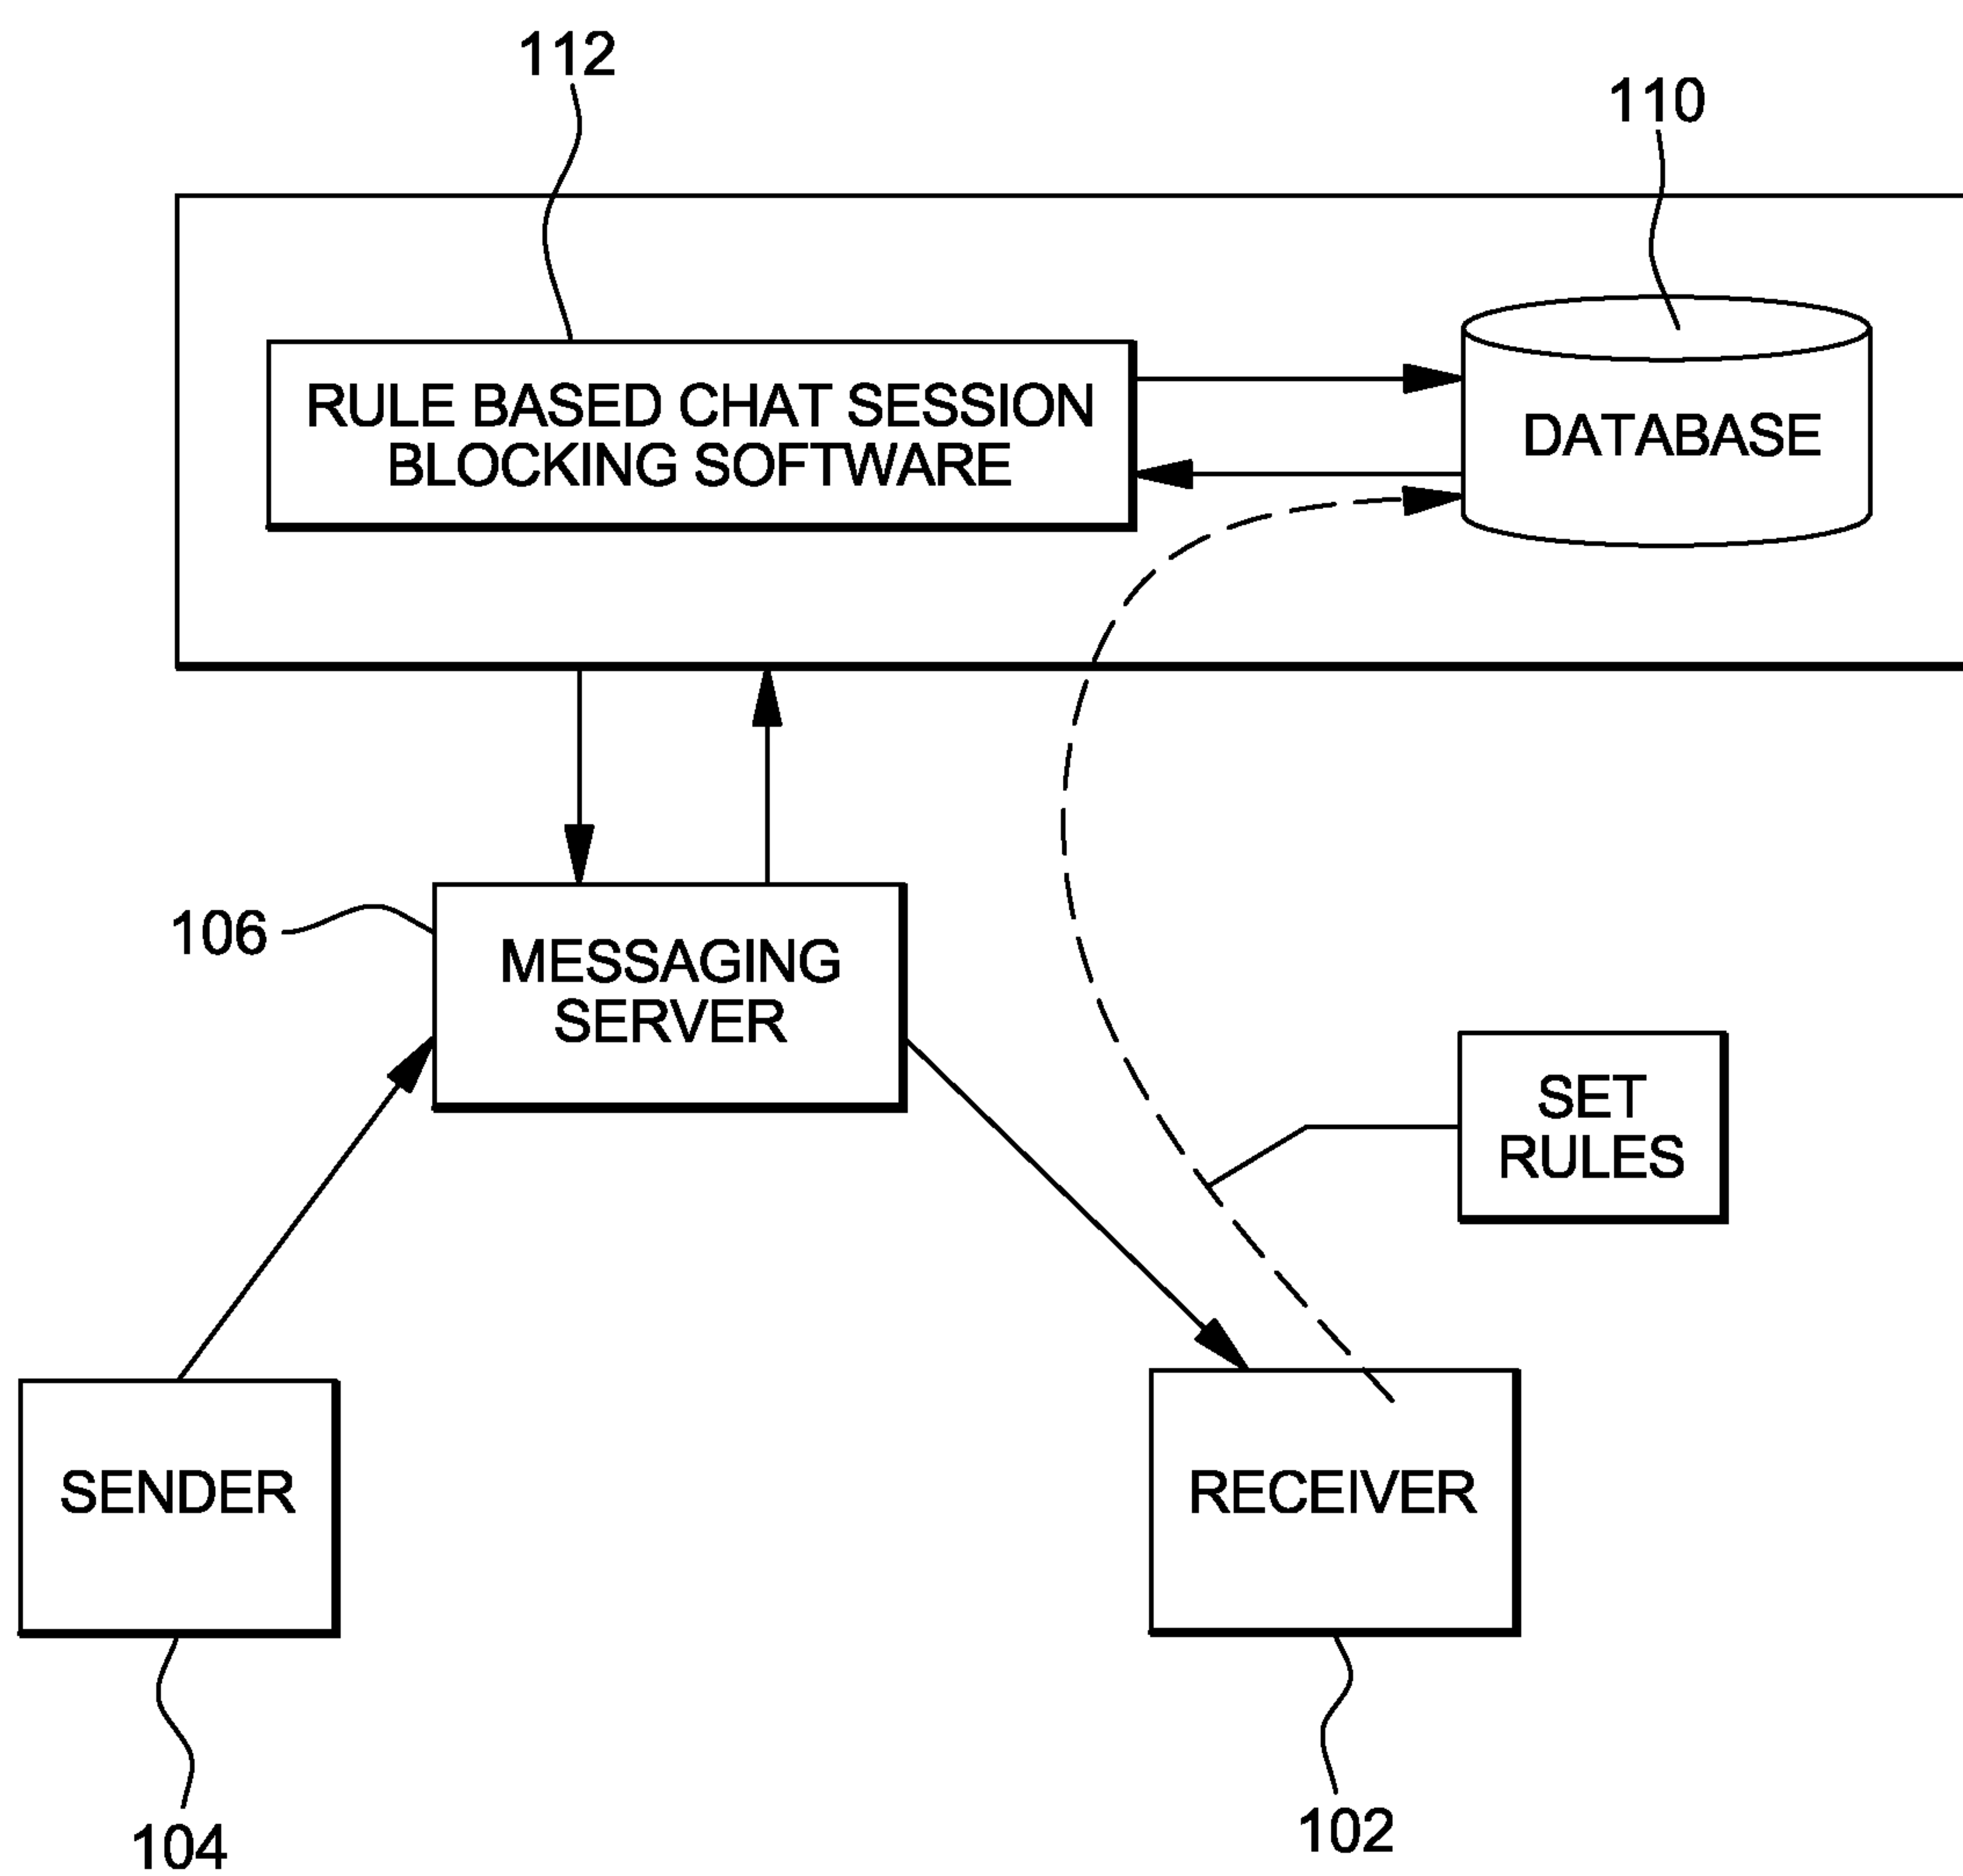 112
110
RULE BASED CHAT SESSION
BLOCKING SOFTWARE
DATABASE
106
MESSAGING
SERVER
SET
RULES
SENDER
RECEIVER
104
102